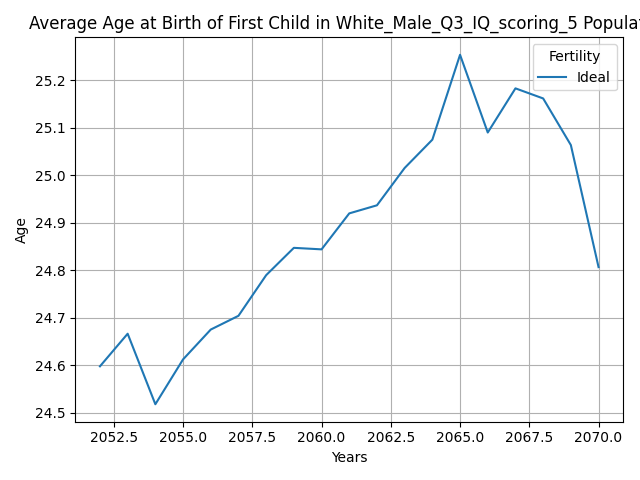 Average Age at Birth of First Child in White_Male_Q3_IQ_scoring_5 Populat
Fertility
Ideal
25.2
25.1
25.0
24.9
24.8
24.7
24.6
24.5
Age
2052.5 2055.0 2057.5 2060.0 2062.5 2065.0 2067.5 2070.0
Years